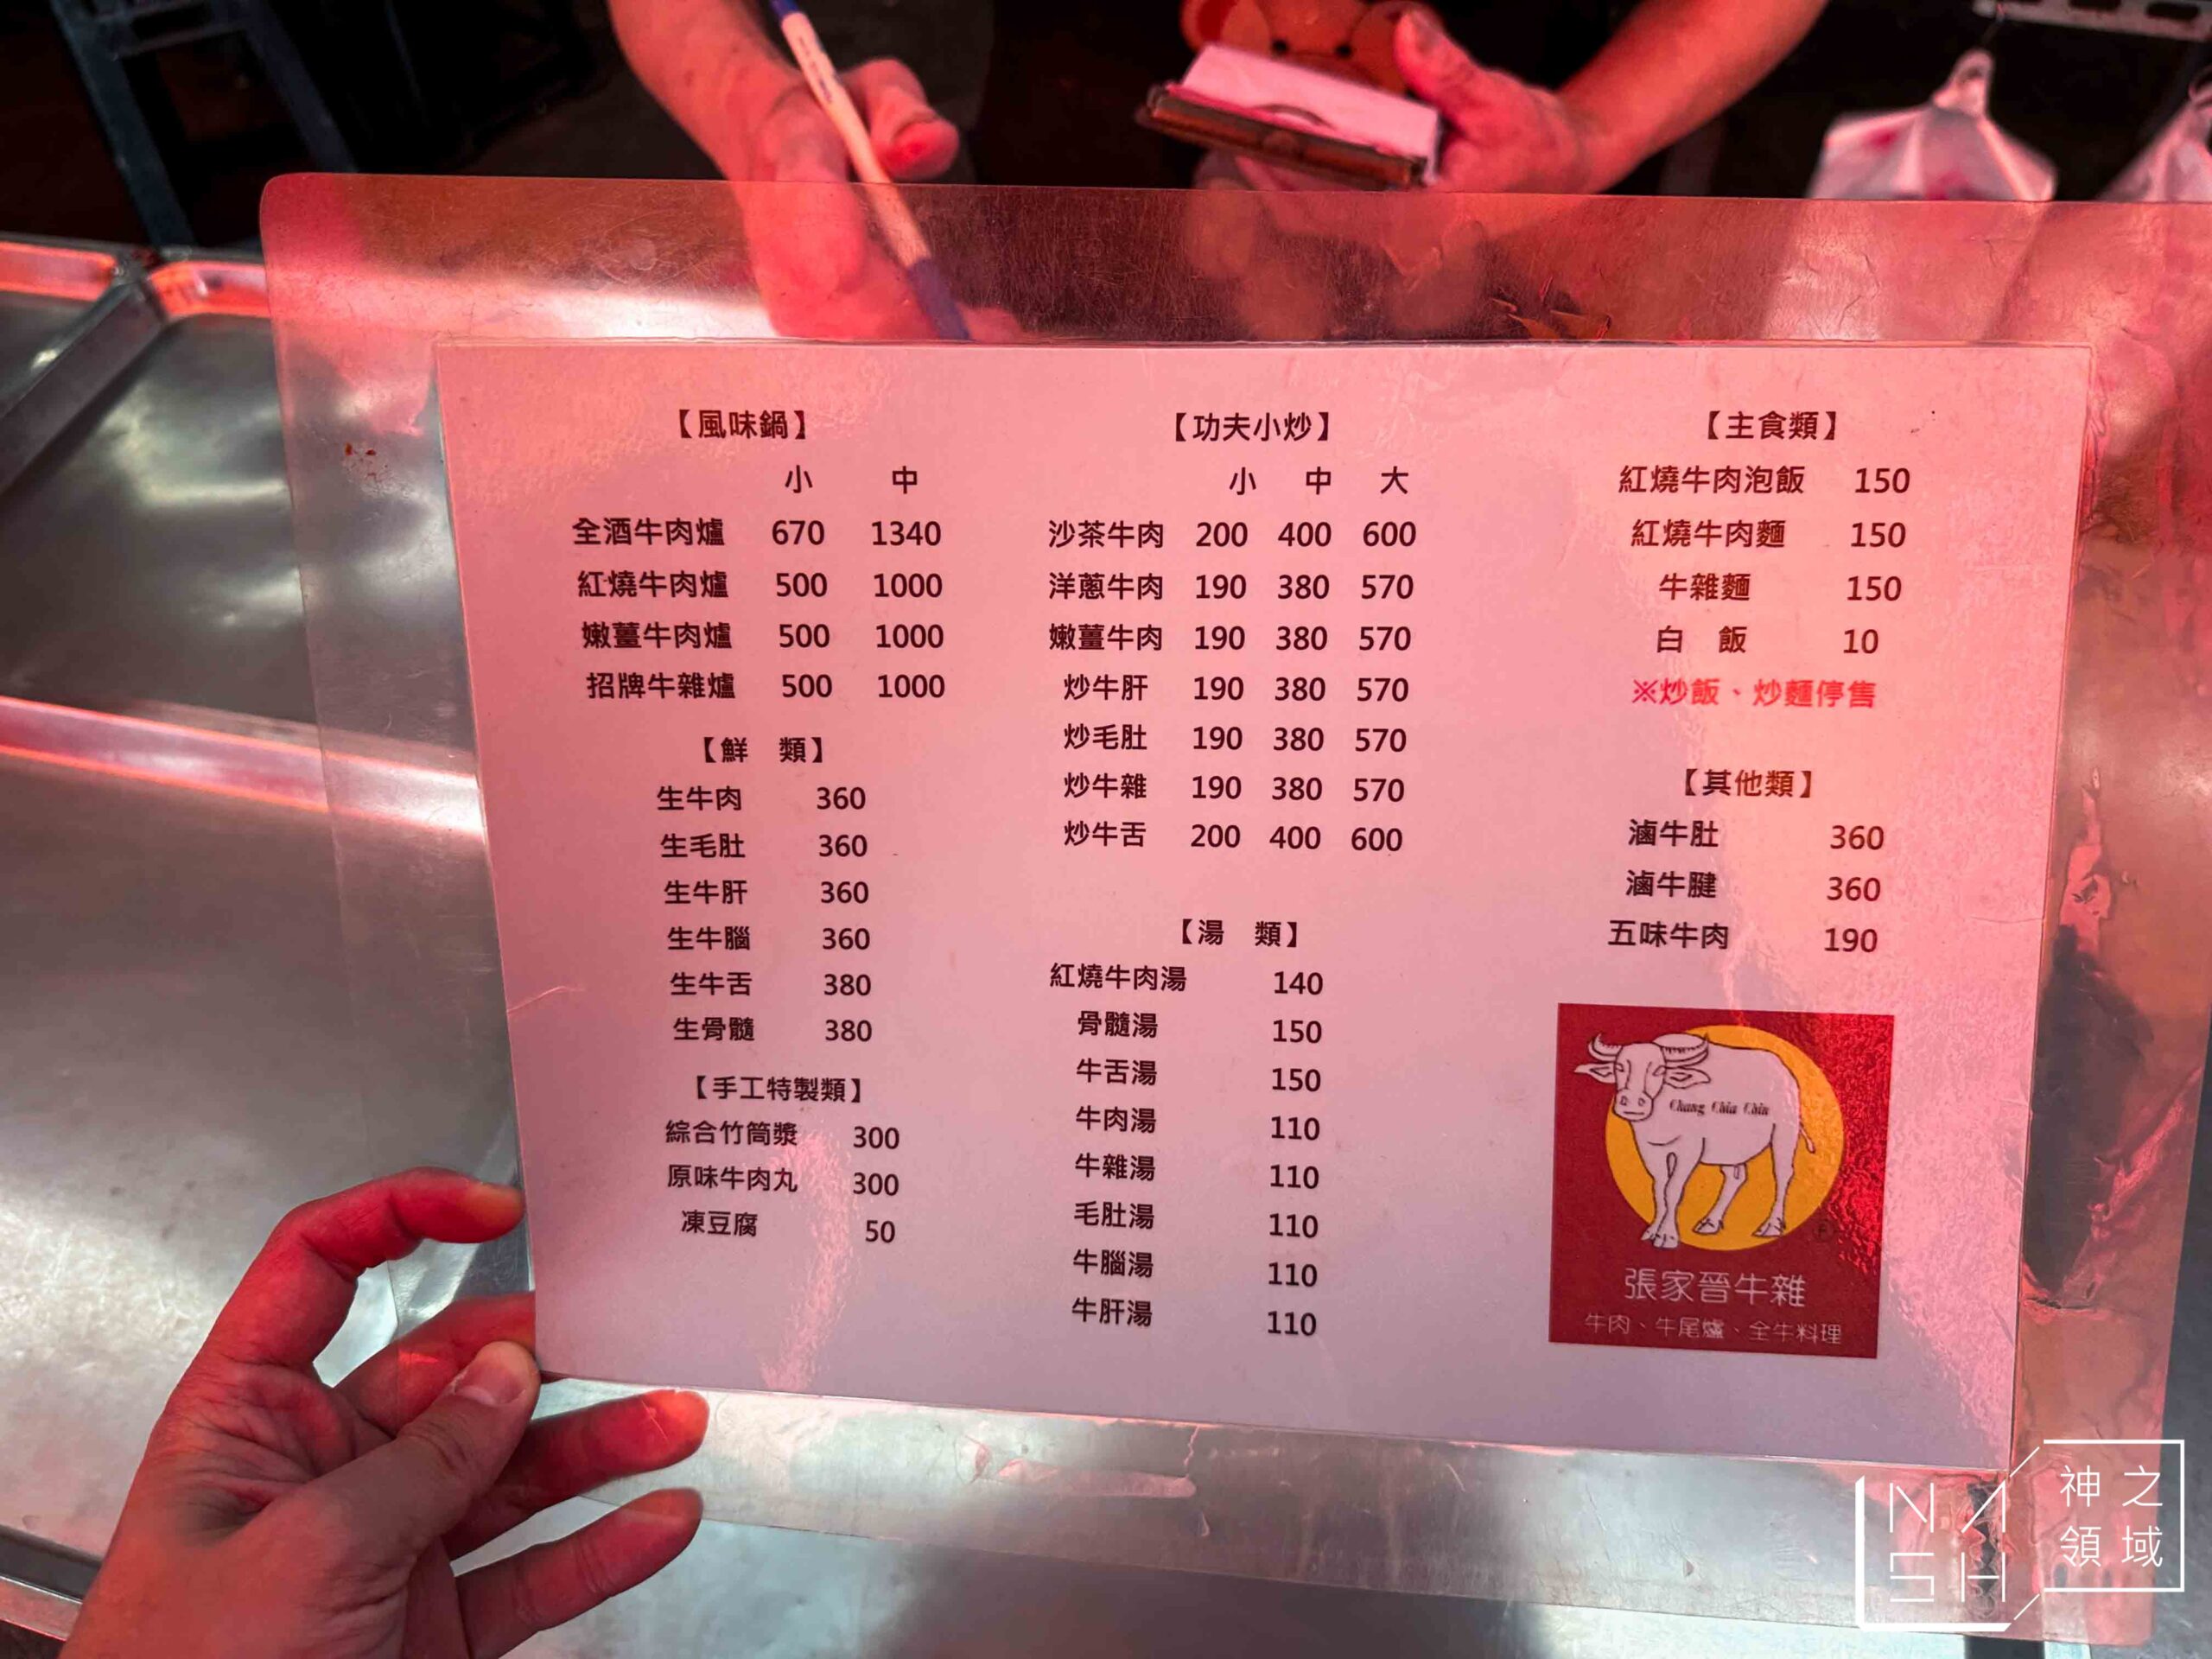 【風味鍋】
小 中
全酒牛肉爐 670 1340
紅燒牛肉爐 500 1000
嫩薑牛肉爐 500 1000
招牌牛雜爐 500 1000
【鮮 類】
生牛肉 360
生毛肚 360
生牛肝 360
生牛腦 360
生牛舌 380
生骨髓 380
【手工特製類】
綜合竹筒漿 300
原味牛肉丸 300
凍豆腐 50
【功夫小炒】
小 中 大
沙茶牛肉 200 400 600
洋蔥牛肉 190 380 570
嫩薑牛肉 190 380 570
炒牛肝 190 380 570
炒毛肚 190 380 570
炒牛雜 190 380 570
炒牛舌 200 400 600
【湯 類】
紅燒牛肉湯 140
骨髓湯 150
牛舌湯 150
牛肉湯 110
牛雜湯 110
毛肚湯 110
牛腦湯 110
牛肝湯 110
【主食類】
紅燒牛肉泡飯 150
紅燒牛肉麵 150
牛雜麵 150
白 飯 10
※炒飯、炒麵停售
【其他類】
滷牛肚 360
滷牛腱 360
五味牛肉 190
Chang Chia Chin
張家晉牛雜
牛肉、牛尾爐、全牛料理
NASH
神之領域